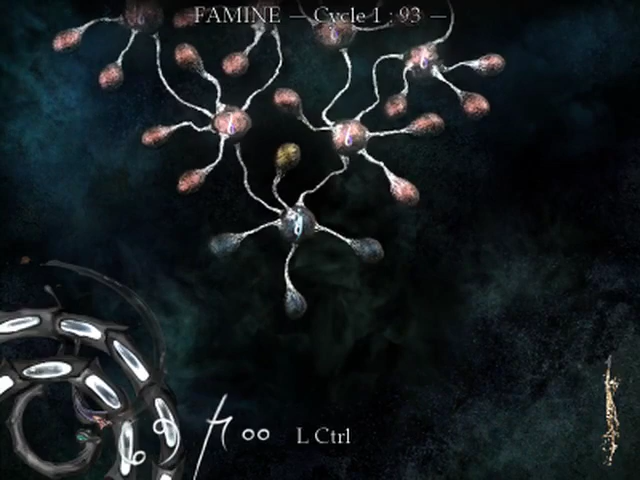 FAMINE — Cycle 1 : 93 —
L Ctrl